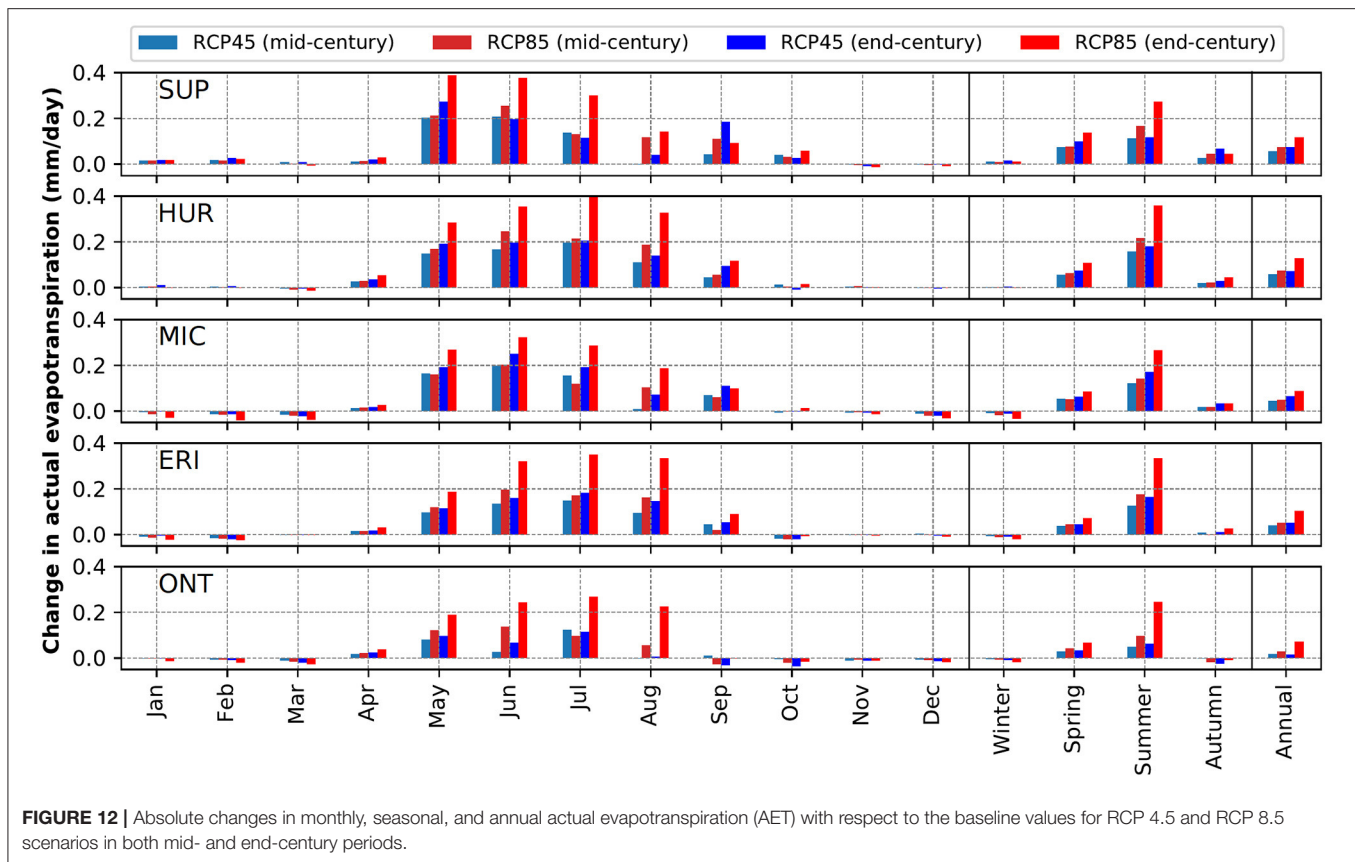 RCP45 (mid-century) RCP85 (mid-century) RCP45 (end-century) RCP85 (end-century)
Change in actual evapotranspiration (mm/day)
SUP
0.4
0.2
0.0
HUR
0.4
0.2
0.0
MIC
0.4
0.2
0.0
ERI
0.4
0.2
0.0
ONT
0.4
0.2
0.0
Jan Feb Mar Apr May Jun Jul Aug Sep Oct Nov Dec Winter Spring Summer Autumn Annual
FIGURE 12 | Absolute changes in monthly, seasonal, and annual actual evapotranspiration (AET) with respect to the baseline values for RCP 4.5 and RCP 8.5
scenarios in both mid- and end-century periods.